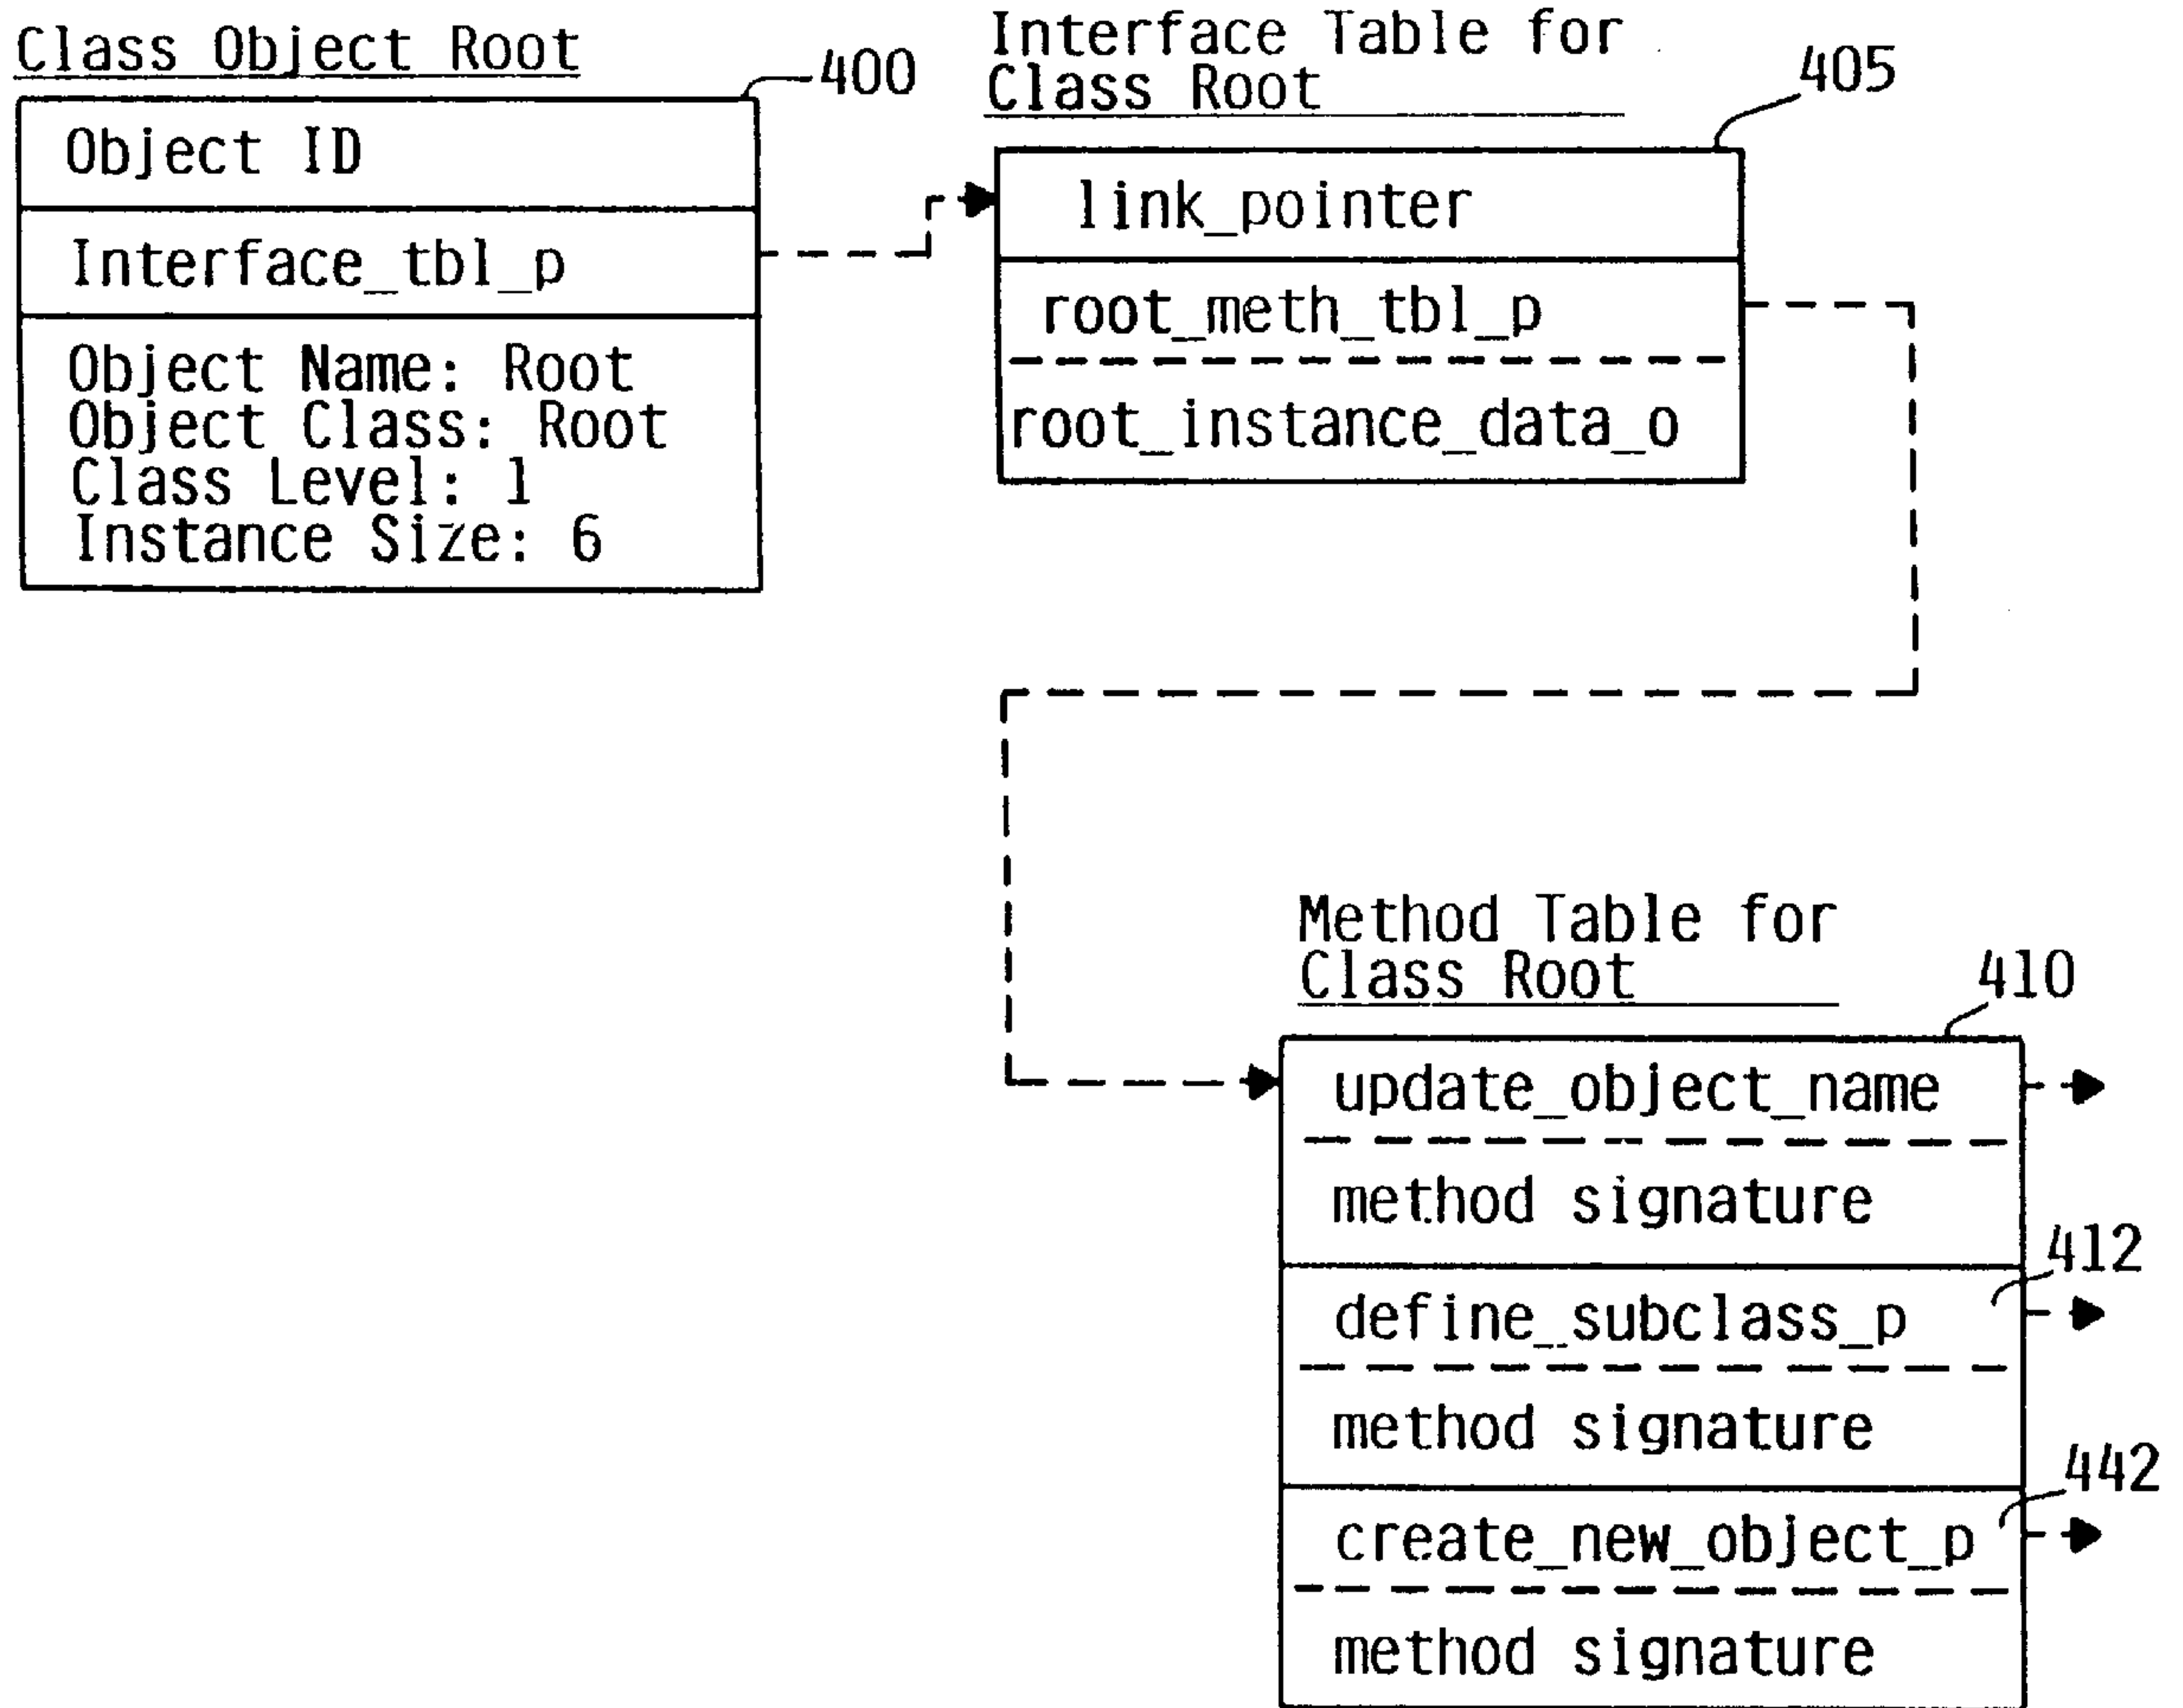 Class Object Root
400
Object ID
Interface_tbl_p
Object Name: Root
Object Class: Root
Class Level: 1
Instance Size: 6
Interface Table for
Class Root
405
link_pointer
root_meth_tbl_p
root_instance_data_o
Method Table for
Class Root
410
update_object_name
method signature
412
define_subclass_p
method signature
442
create_new_object_p
method signature